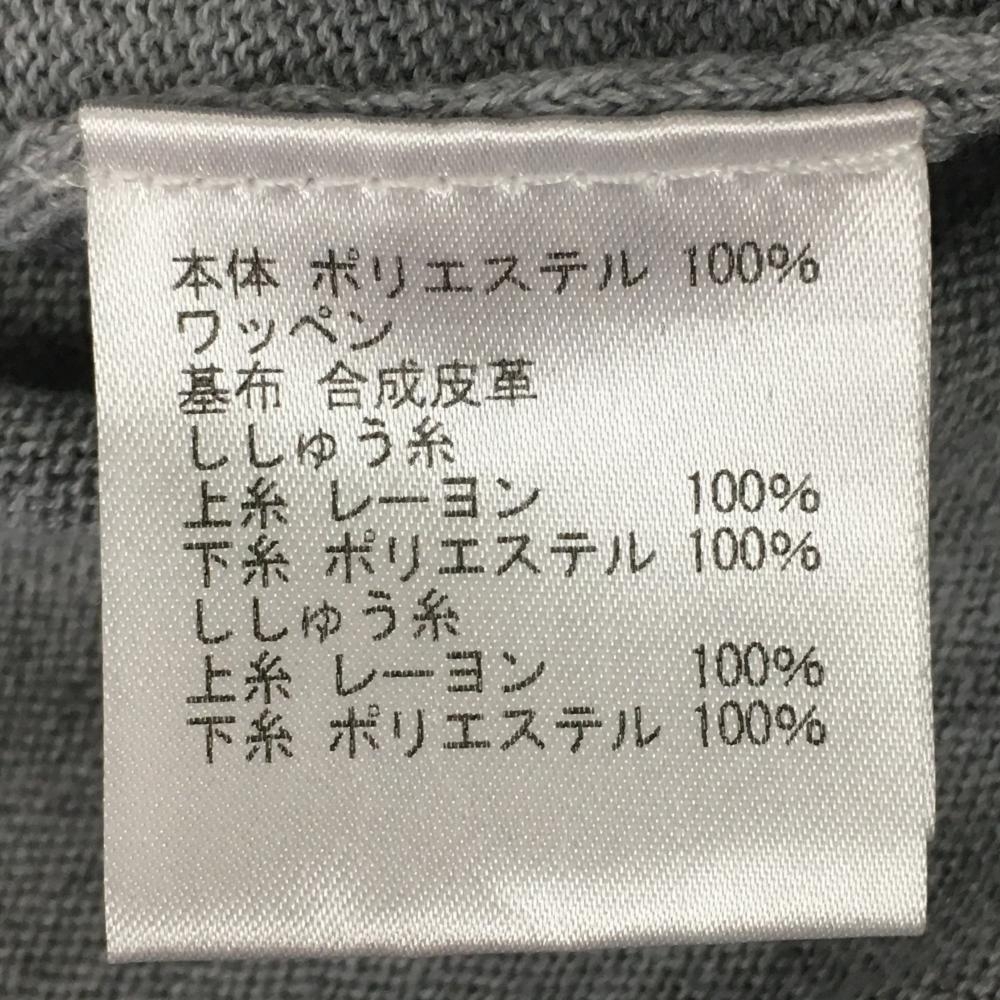 本体 ポリエステル 100%
ワッペン
基布 合成皮革
ししゅう糸
上糸 レーヨン 100%
下糸 ポリエステル 100%
ししゅう糸
上糸 レーヨン 100%
下糸 ポリエステル 100%